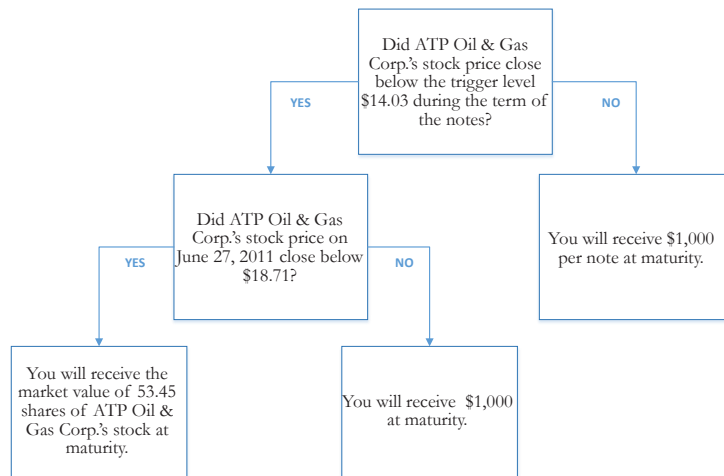 Did ATP Oil & Gas
Corp.'s stock price close
below the trigger level
$14.03 during the term of
the notes?
YES
NO
Did ATP Oil & Gas
Corp.'s stock price on
June 27, 2011 close below
$18.71?
You will receive $1,000
per note at maturity.
YES
NO
You will receive the
market value of 53.45
shares of ATP Oil &
Gas Corp.'s stock at
maturity.
You will receive $1,000
at maturity.